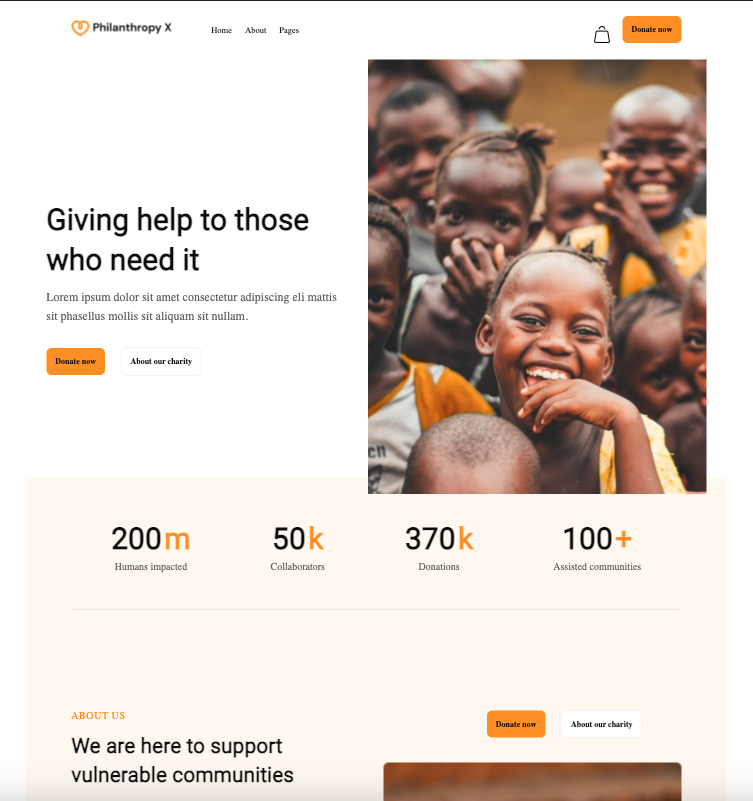 Philanthropy X
Home About Pages
Donate now
Giving help to those
who need it
Lorem ipsum dolor sit amet consectetur adipiscing eli mattis
sit phasellus mollis sit aliquam sit nullam.
Donate now
About our charity
200m
Humans impacted
50k
Collaborators
370k
Donations
100+
Assisted communities
ABOUT US
We are here to support
vulnerable communities
Donate now
About our charity